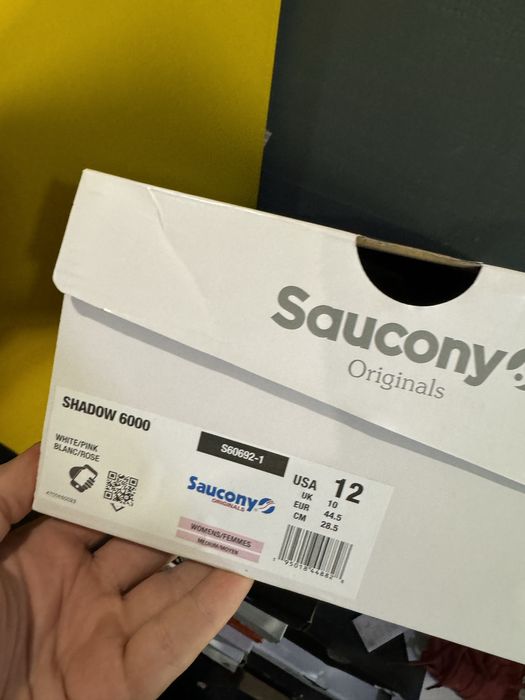 Saucony
Originals
SHADOW 6000
WHITE/PINK
BLANC/ROSE
S60692-1
Saucony
ORIGINALS
WOMENS/FEMMES
MEDIUM/MOYEN
USA 12
UK 10
EUR 44.5
CM 28.5